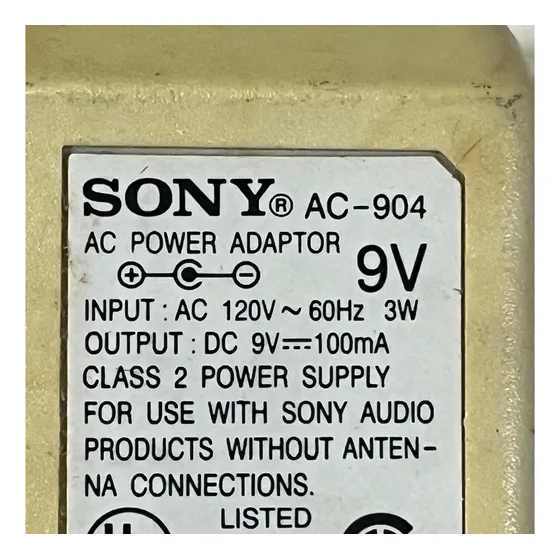 SONY® AC-904
AC POWER ADAPTOR 9V
INPUT : AC 120V ~ 60Hz 3W
OUTPUT : DC 9V⎓100mA
CLASS 2 POWER SUPPLY
FOR USE WITH SONY AUDIO
PRODUCTS WITHOUT ANTEN-
NA CONNECTIONS.
LISTED